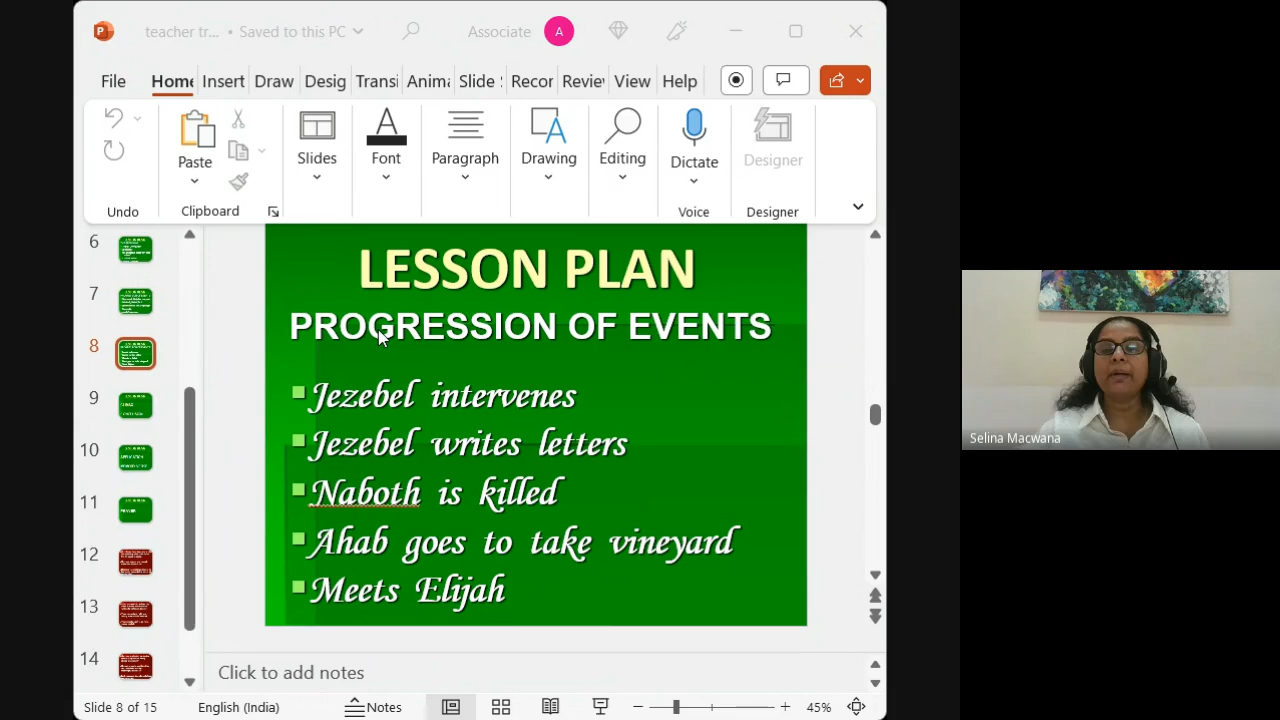 teacher tr... • Saved to this PC
Associate
A
File Home Insert Draw Desig Transi Anima Slide Recor Review View Help
Paste
Slides
Font
Paragraph
Drawing
Editing
Dictate
Designer
Undo
Clipboard
Voice
Designer
6
7
8
9
10
11
12
13
14
LESSON PLAN
PROGRESSION OF EVENTS
Jezebel intervenes
Jezebel writes letters
Naboth is killed
Ahab goes to take vineyard
Meets Elijah
Click to add notes
Slide 8 of 15
English (India)
Notes
45%
Selina Macwana